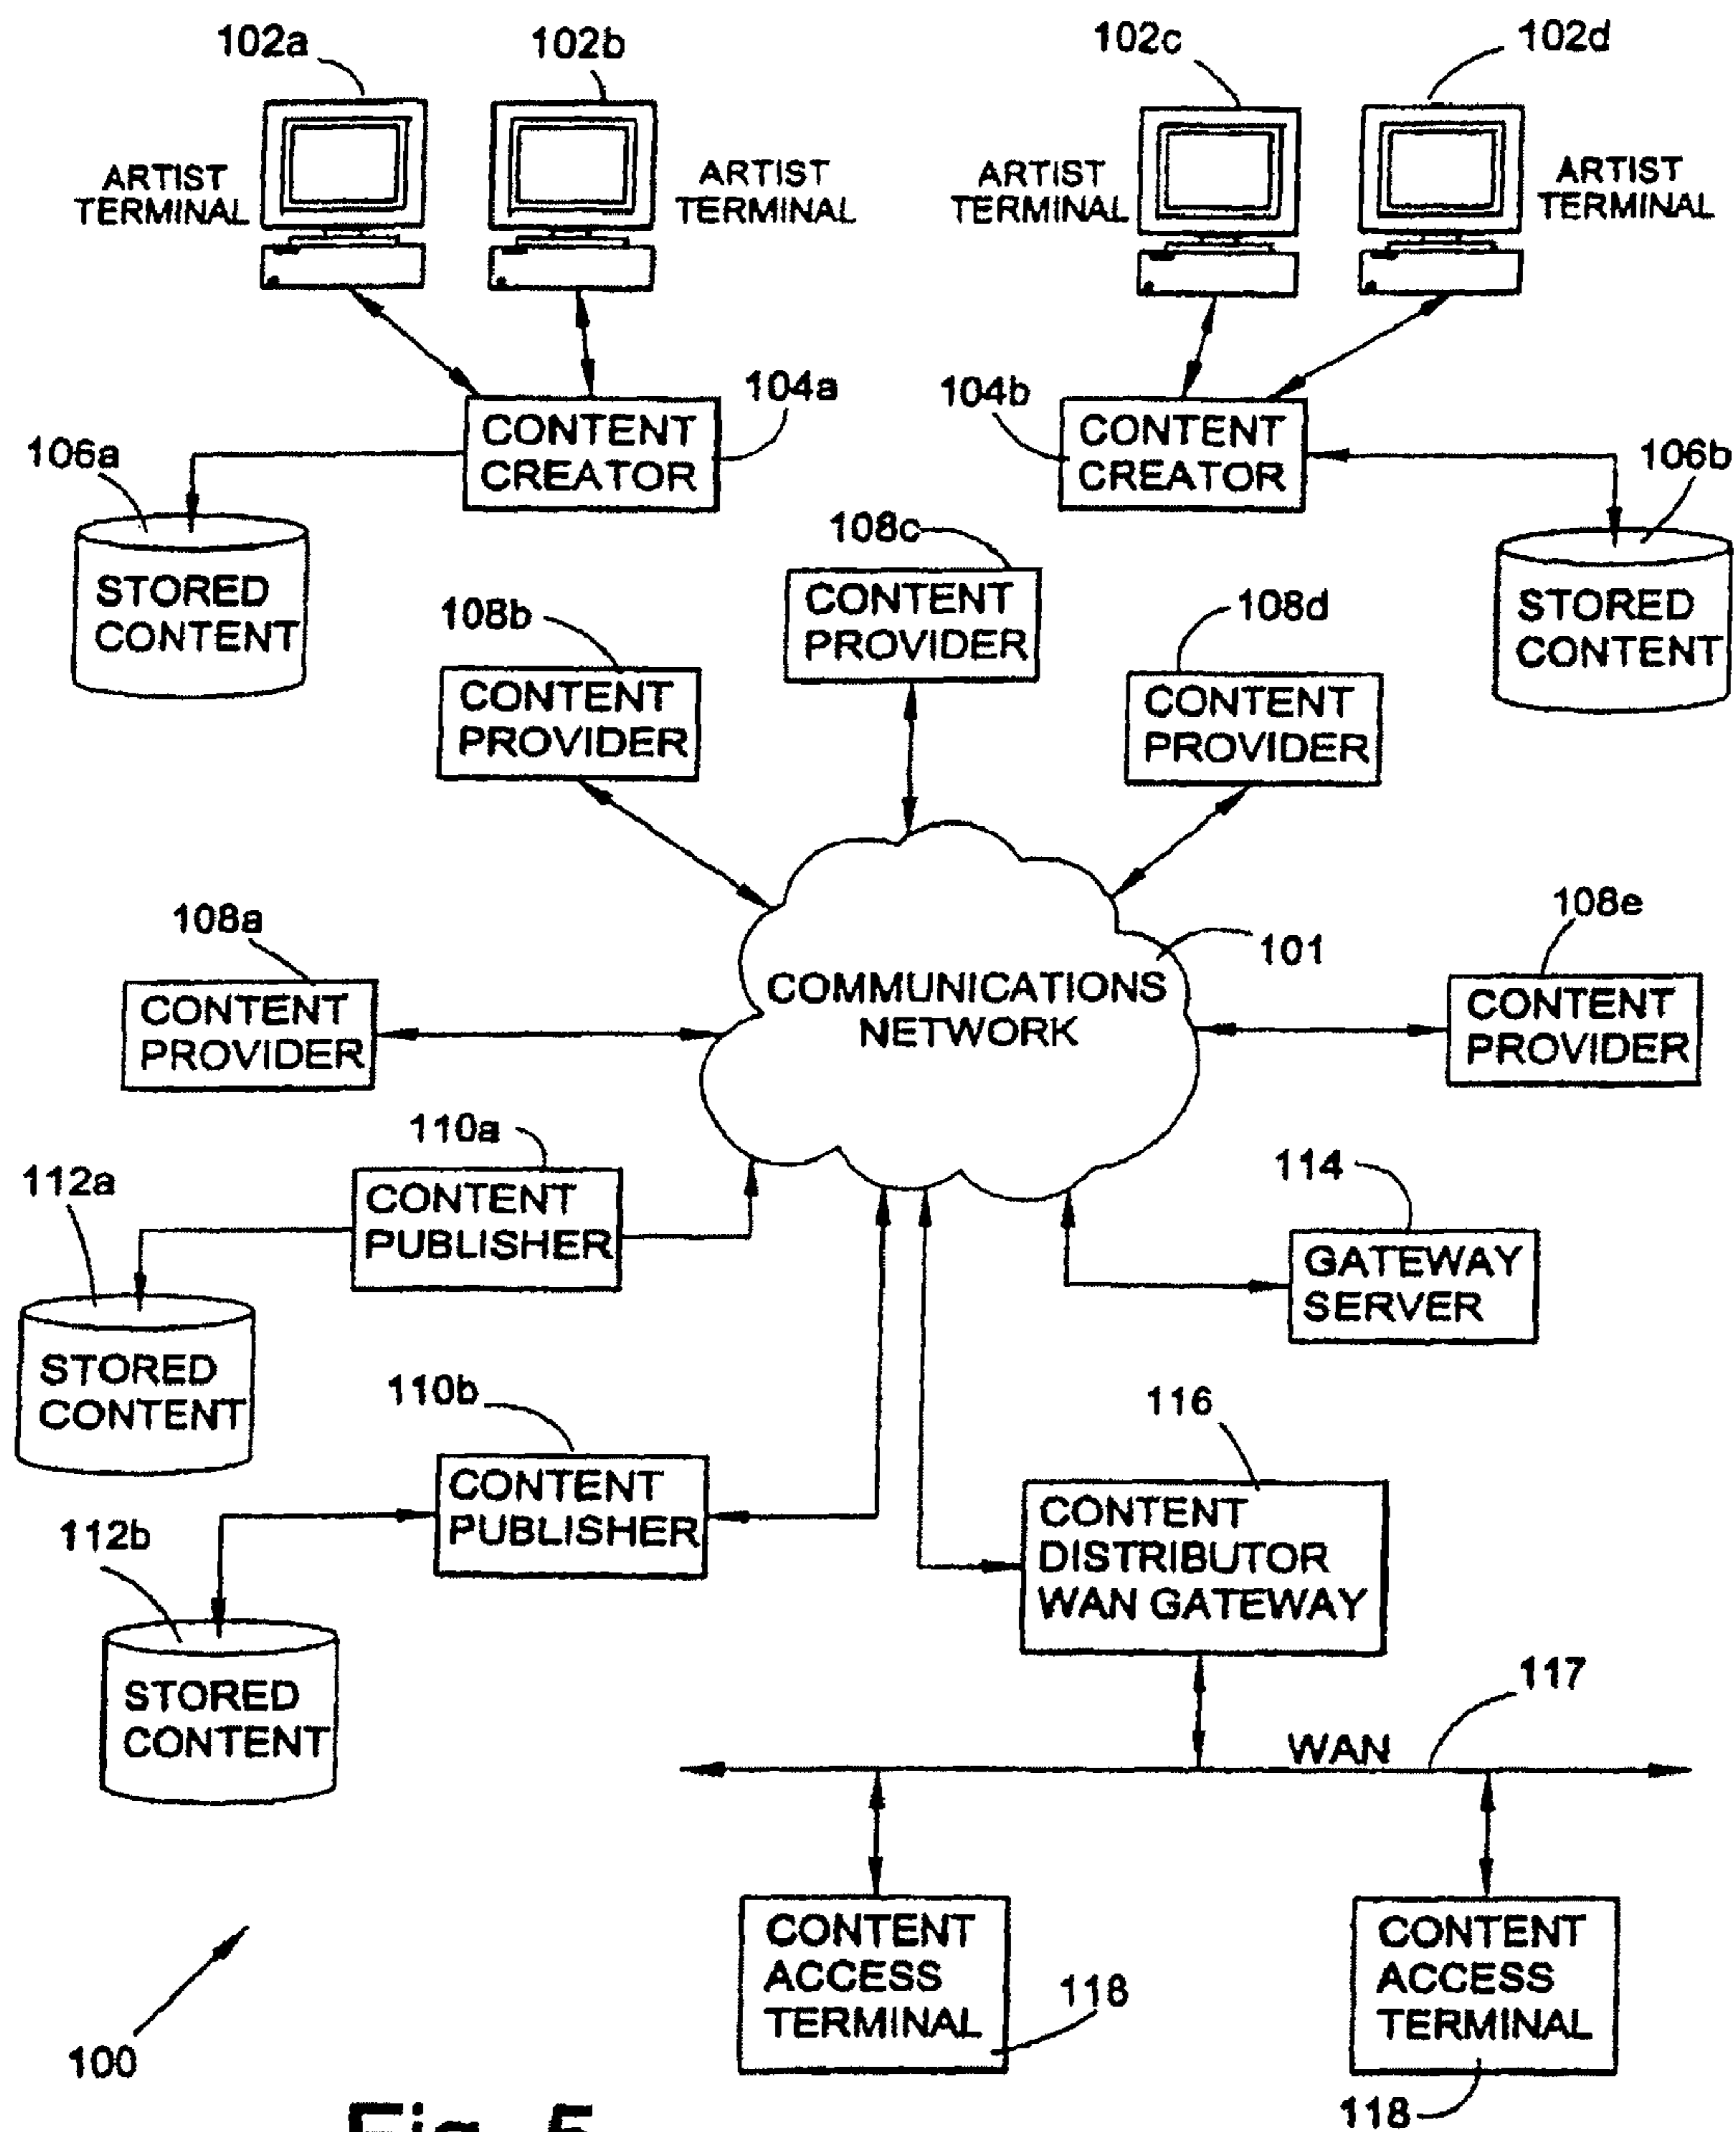 102a
102b
102c
102d
ARTIST
TERMINAL
ARTIST
TERMINAL
ARTIST
TERMINAL
ARTIST
TERMINAL
104a
104b
CONTENT
CREATOR
CONTENT
CREATOR
106a
106b
STORED
CONTENT
108c
CONTENT
PROVIDER
STORED
CONTENT
108b
CONTENT
PROVIDER
108d
CONTENT
PROVIDER
108a
CONTENT
PROVIDER
101
COMMUNICATIONS
NETWORK
108e
CONTENT
PROVIDER
110a
CONTENT
PUBLISHER
112a
STORED
CONTENT
114
GATEWAY
SERVER
110b
CONTENT
PUBLISHER
112b
STORED
CONTENT
116
CONTENT
DISTRIBUTOR
WAN GATEWAY
117
WAN
CONTENT
ACCESS
TERMINAL
118
CONTENT
ACCESS
TERMINAL
118
100
Fig. 5